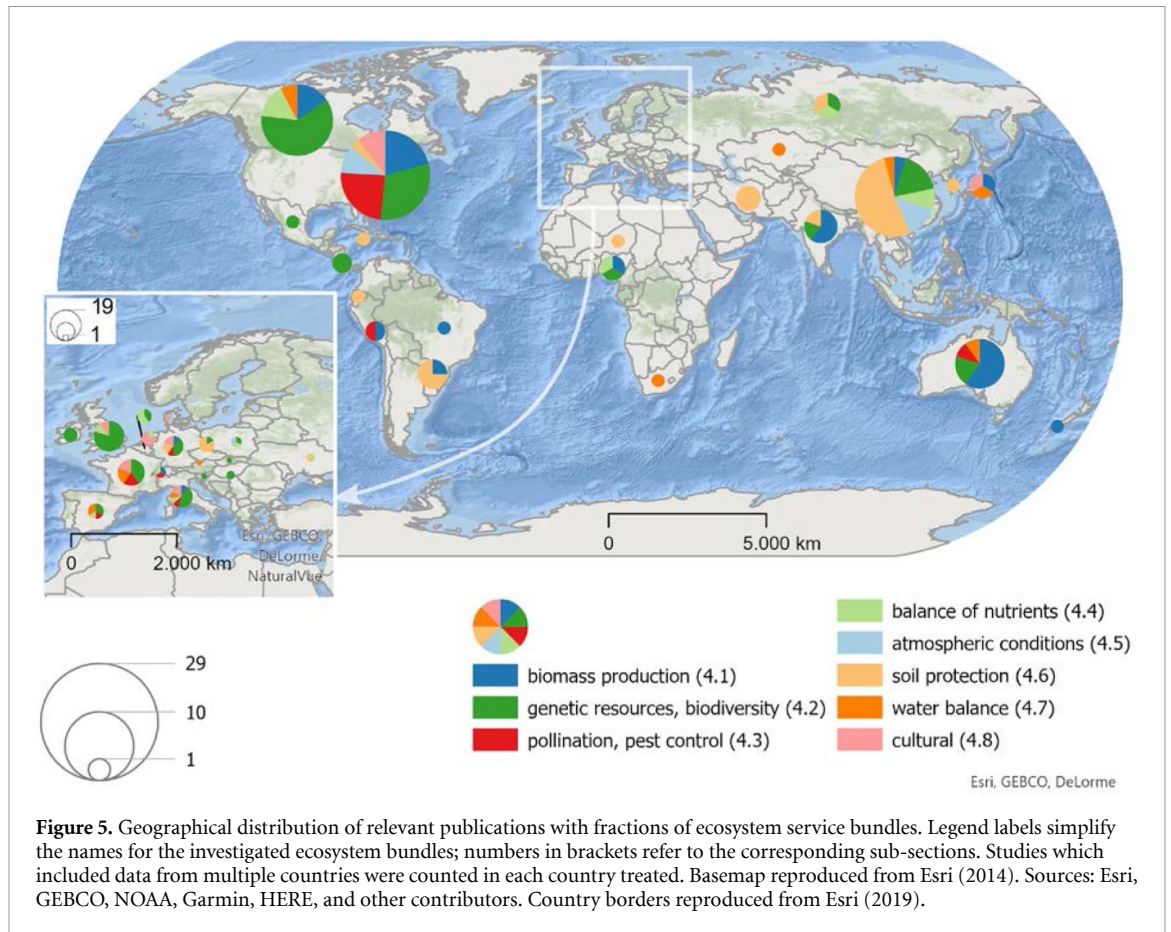 19
1
Esri, GEBCO,
DeLorme,
NaturalVue
0
2.000 km
0
5.000 km
29
10
1
biomass production (4.1)
genetic resources, biodiversity (4.2)
pollination, pest control (4.3)
balance of nutrients (4.4)
atmospheric conditions (4.5)
soil protection (4.6)
water balance (4.7)
cultural (4.8)
Esri, GEBCO, DeLorme
Figure 5. Geographical distribution of relevant publications with fractions of ecosystem service bundles. Legend labels simplify
the names for the investigated ecosystem bundles; numbers in brackets refer to the corresponding sub-sections. Studies which
included data from multiple countries were counted in each country treated. Basemap reproduced from Esri (2014). Sources: Esri,
GEBCO, NOAA, Garmin, HERE, and other contributors. Country borders reproduced from Esri (2019).